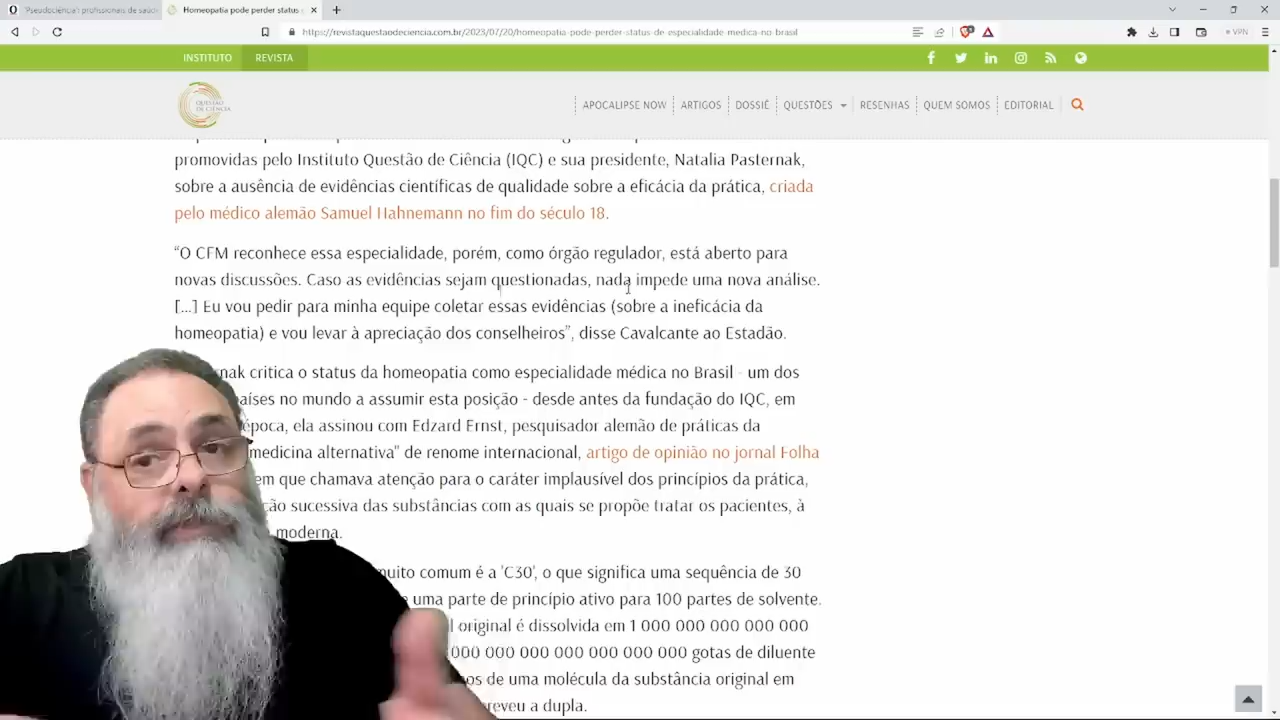 'Pseudociência': profissionais de saúd
Homeopatia pode perder status
https://revistaquestaodeciencia.com.br/2023/07/20/homeopatia-pode-perder-status-de-especialidade-medica-no-brasil
VPN
INSTITUTO REVISTA
QUESTÃO DE CIÊNCIA
APOCALIPSE NOW ARTIGOS DOSSIÊ QUESTÕES RESENHAS QUEM SOMOS EDITORIAL
promovidas pelo Instituto Questão de Ciência (IQC) e sua presidente, Natalia Pasternak,
sobre a ausência de evidências científicas de qualidade sobre a eficácia da prática, criada
pelo médico alemão Samuel Hahnemann no fim do século 18.
“O CFM reconhece essa especialidade, porém, como órgão regulador, está aberto para
novas discussões. Caso as evidências sejam questionadas, nada impede uma nova análise.
[...] Eu vou pedir para minha equipe coletar essas evidências (sobre a ineficácia da
homeopatia) e vou levar à apreciação dos conselheiros”, disse Cavalcante ao Estadão.
nak critica o status da homeopatia como especialidade médica no Brasil - um dos
países no mundo a assumir esta posição - desde antes da fundação do IQC, em
época, ela assinou com Edzard Ernst, pesquisador alemão de práticas da
medicina alternativa" de renome internacional, artigo de opinião no jornal Folha
em que chamava atenção para o caráter implausível dos princípios da prática,
ção sucessiva das substâncias com as quais se propõe tratar os pacientes, à
moderna.
muito comum é a 'C30', o que significa uma sequência de 30
uma parte de princípio ativo para 100 partes de solvente.
l original é dissolvida em 1 000 000 000 000 000
000 000 000 000 000 000 gotas de diluente
os de uma molécula da substância original em
reveu a dupla.